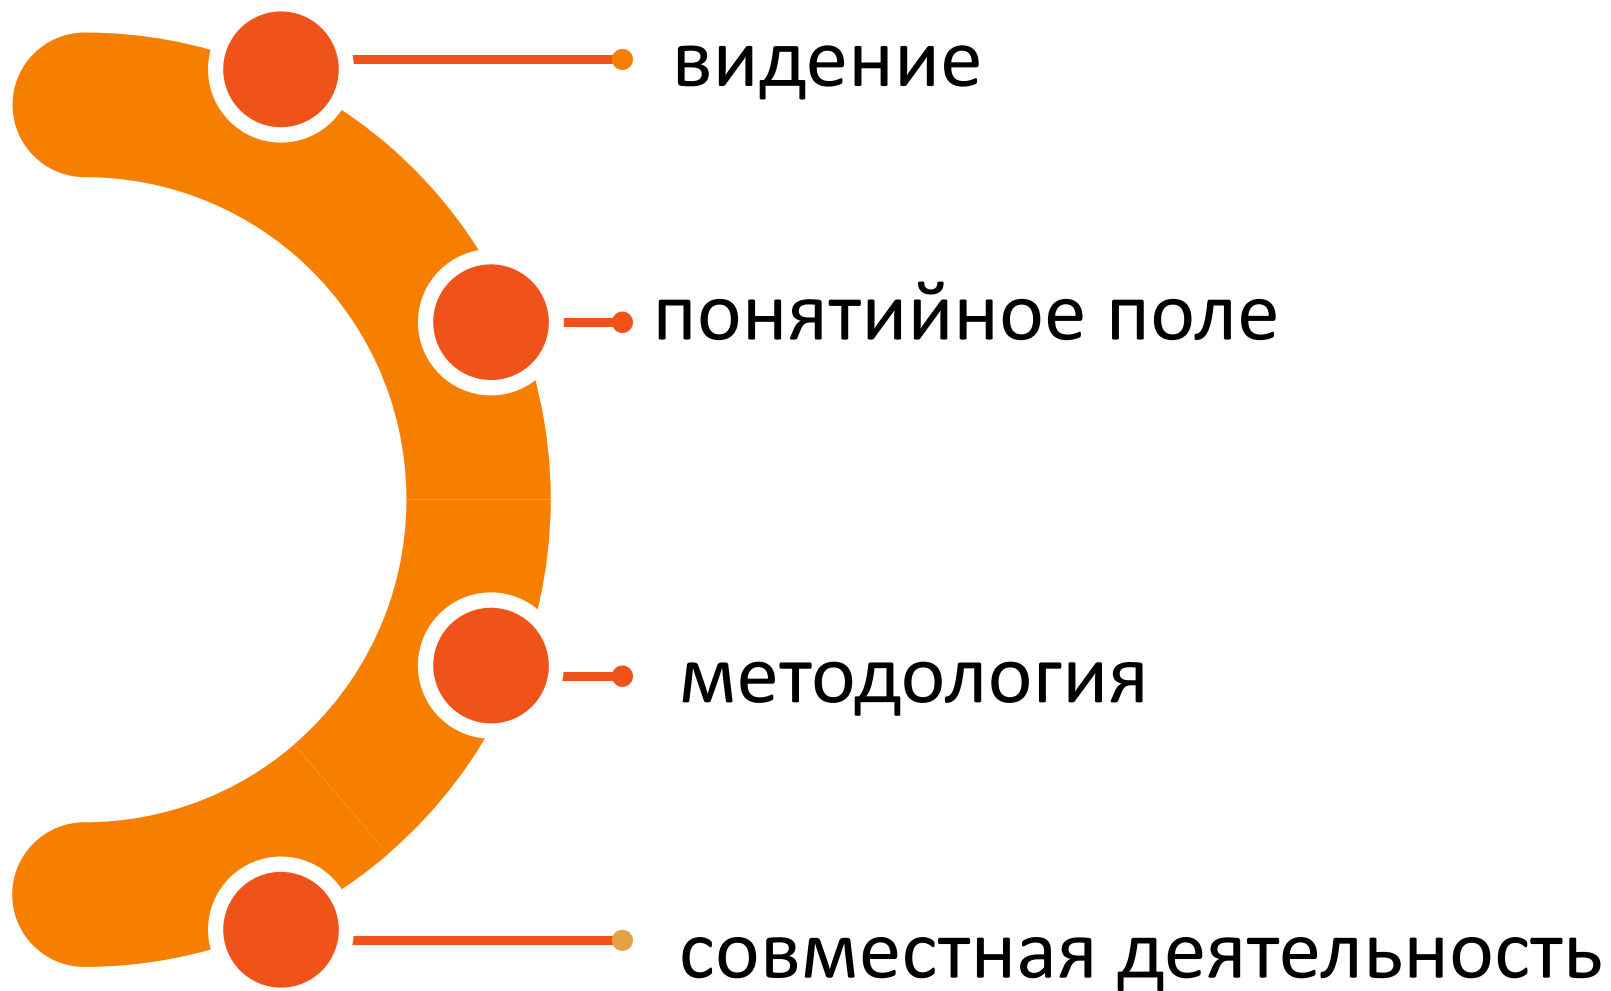 видение
понятийное поле
методология
совместная деятельность